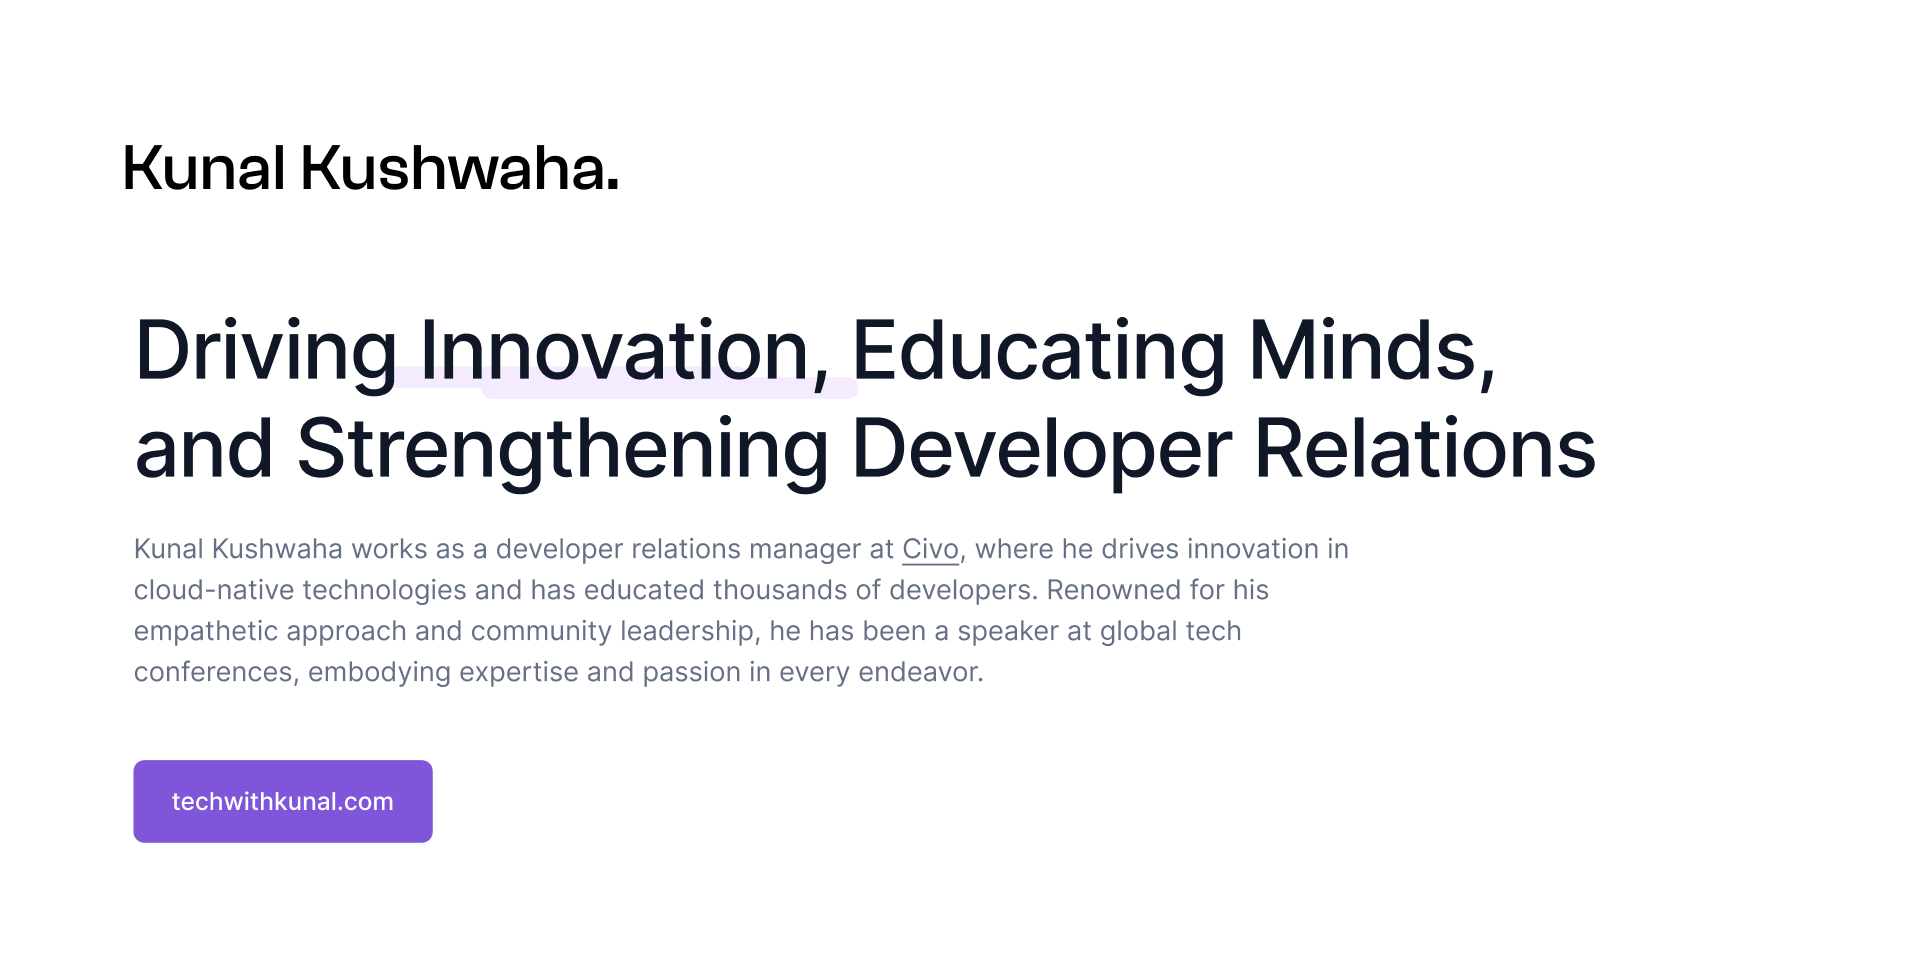 Kunal Kushwaha.
Driving Innovation, Educating Minds,
and Strengthening Developer Relations
Kunal Kushwaha works as a developer relations manager at Civo, where he drives innovation in
cloud-native technologies and has educated thousands of developers. Renowned for his
empathetic approach and community leadership, he has been a speaker at global tech
conferences, embodying expertise and passion in every endeavor.
techwithkunal.com